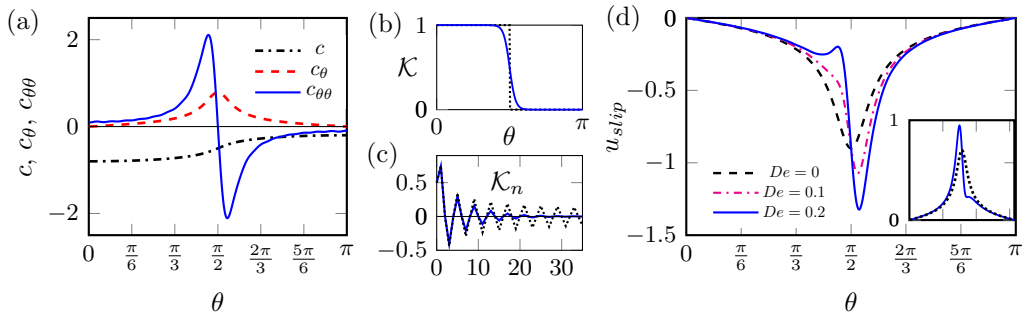 (a)
2
0
−2
c, c_θ, c_θθ
c
c_θ
c_θθ
0 π/6 π/3 π/2 2π/3 5π/6 π
θ
(b)
1
0
𝒦
0 θ π
(c)
𝒦_n
0.5
0
−0.5
0 10 20 30
(d)
0
−0.5
−1
−1.5
u_slip
De = 0
De = 0.1
De = 0.2
1
0
0 π/6 π/3 π/2 2π/3 5π/6 π
θ